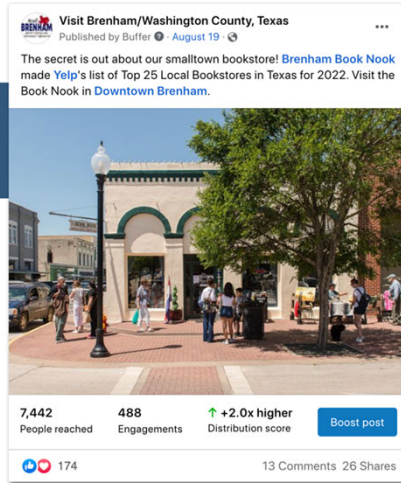 Visit
BRENHAM
Visit Brenham/Washington County, Texas
Published by Buffer · August 19 ·
The secret is out about our smalltown bookstore! Brenham Book Nook
made Yelp's list of Top 25 Local Bookstores in Texas for 2022. Visit the
Book Nook in Downtown Brenham.
7,442 488 +2.0x higher
People reached Engagements Distribution score
Boost post
174 13 Comments 26 Shares